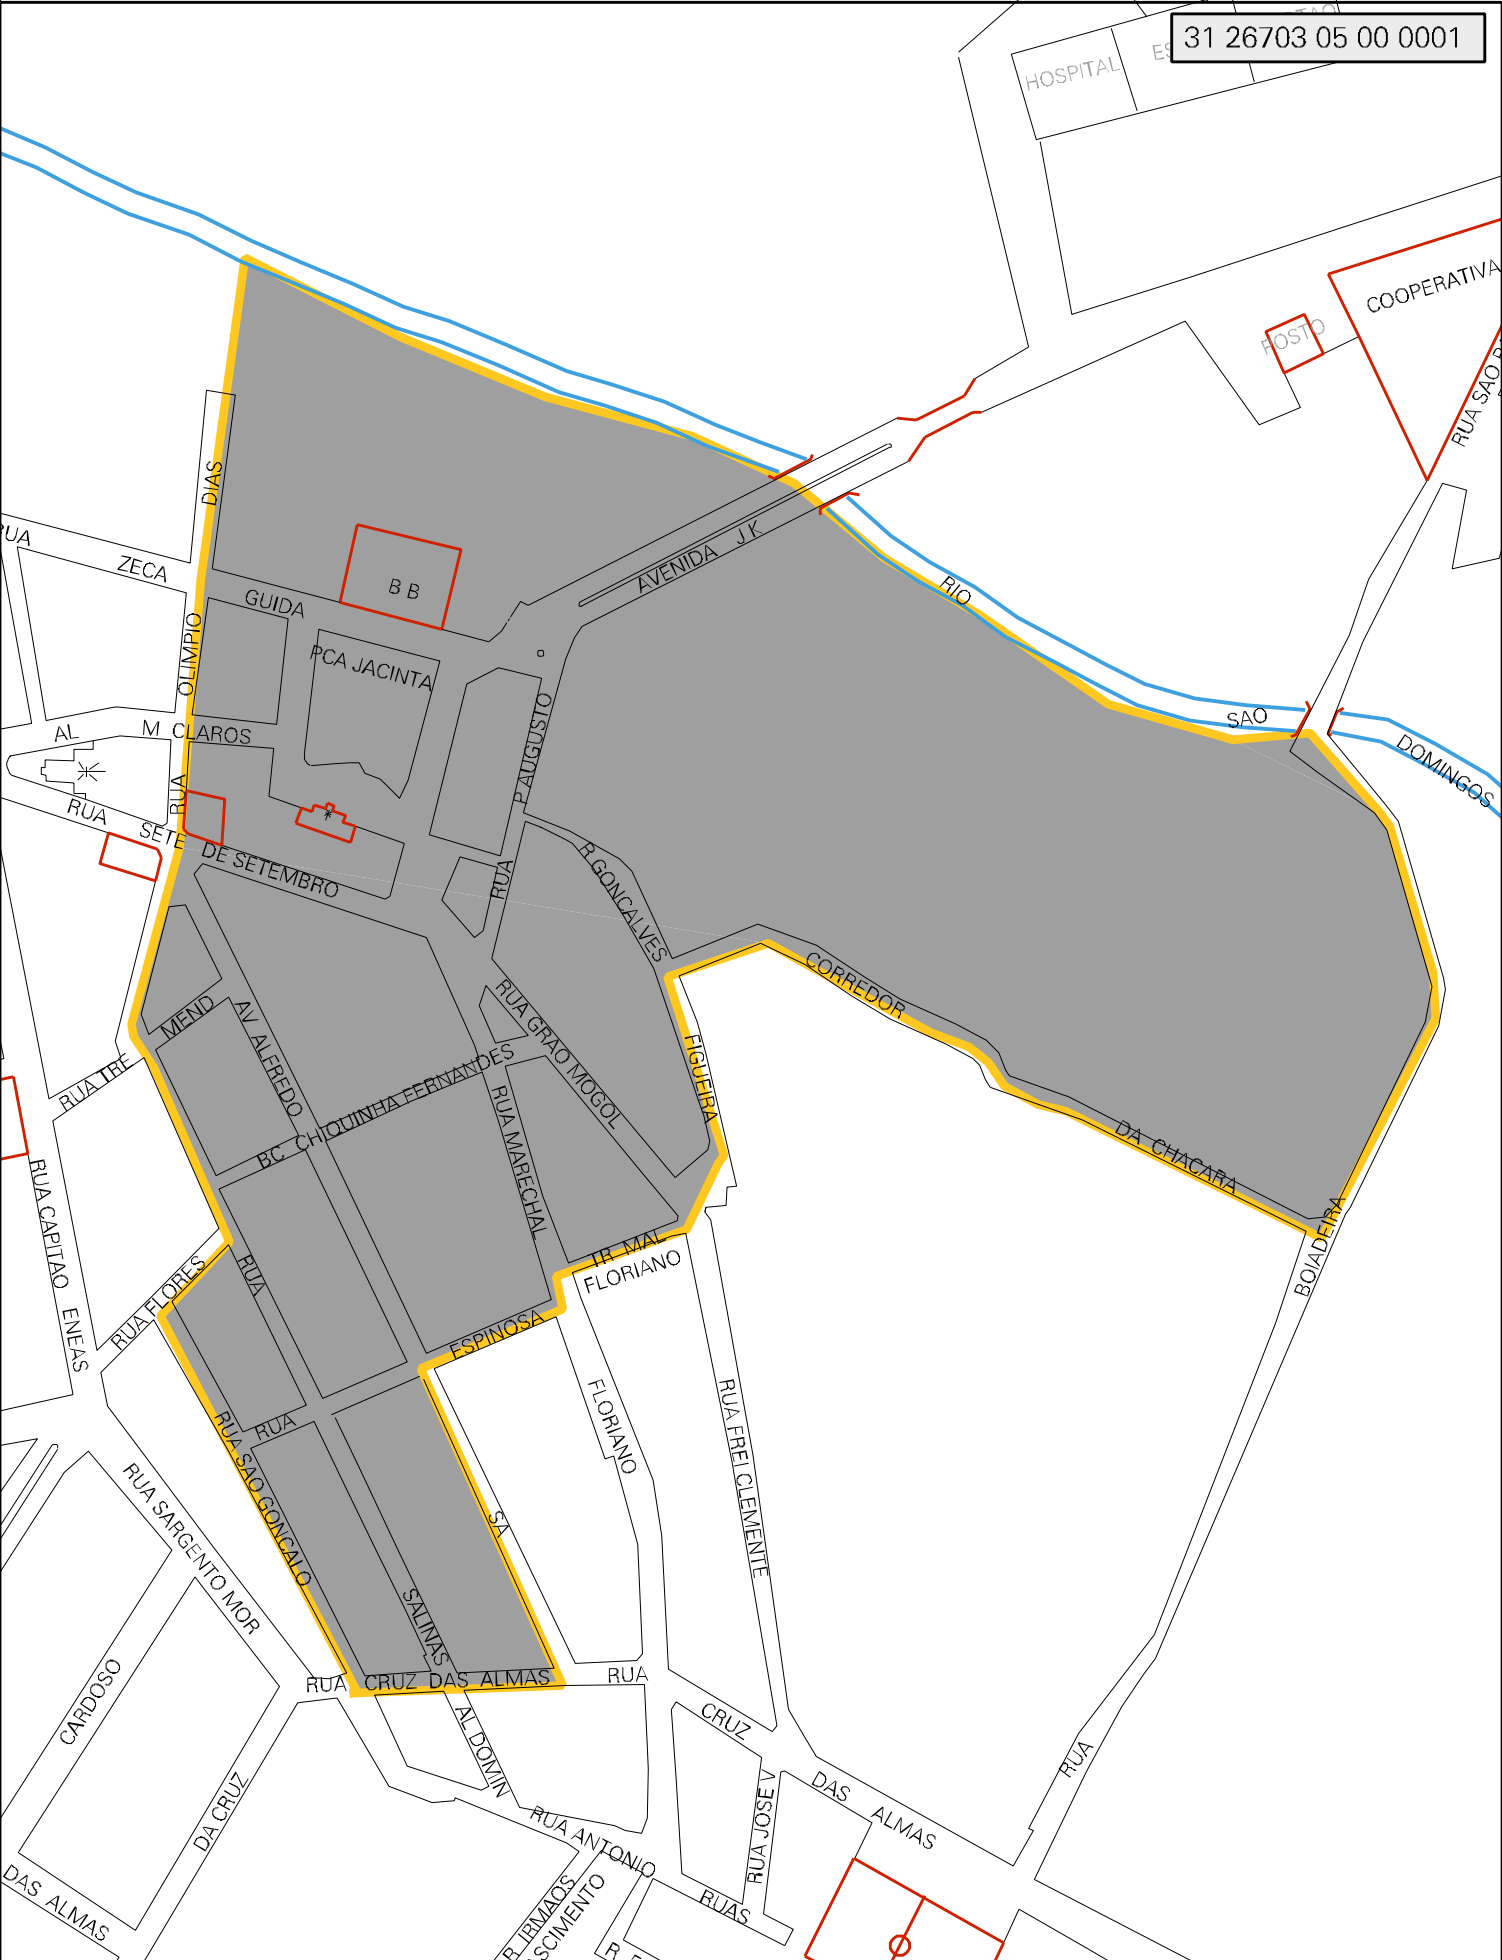 31 26703 05 00 0001
HOSPITAL
COOPERATIVA
POSTO
RUA SAO
DIAS
ZECA
GUIDA
B B
AVENIDA J K
RIO
OLIMPIO
PCA JACINTA
AL
M CLAROS
P AUGUSTO
SAO
DOMINGOS
RUA
RUA
SETE
DE SETEMBRO
RUA
R GONCALVES
CORREDOR
MEND
AV ALFREDO
RUA GRAO MOGOL
FIGUEIRA
RUA TRE
BC CHIQUINHA FERNANDES
RUA MARECHAL
DA CHACARA
RUA CAPITAO ENEAS
RUA FLORES
RUA
TR MAL
FLORIANO
BOIADEIRA
ESPINOSA
FLORIANO
RUA FREI CLEMENTE
RUA
RUA SAO GONCALO
RUA SARGENTO MOR
SA
SALINAS
RUA CRUZ DAS ALMAS
RUA
CARDOSO
AL DOMIN
CRUZ
DAS ALMAS
RUA
DA CRUZ
RUA ANTONIO
RUA JOSE V
DAS ALMAS
R IRMAOS
RUAS